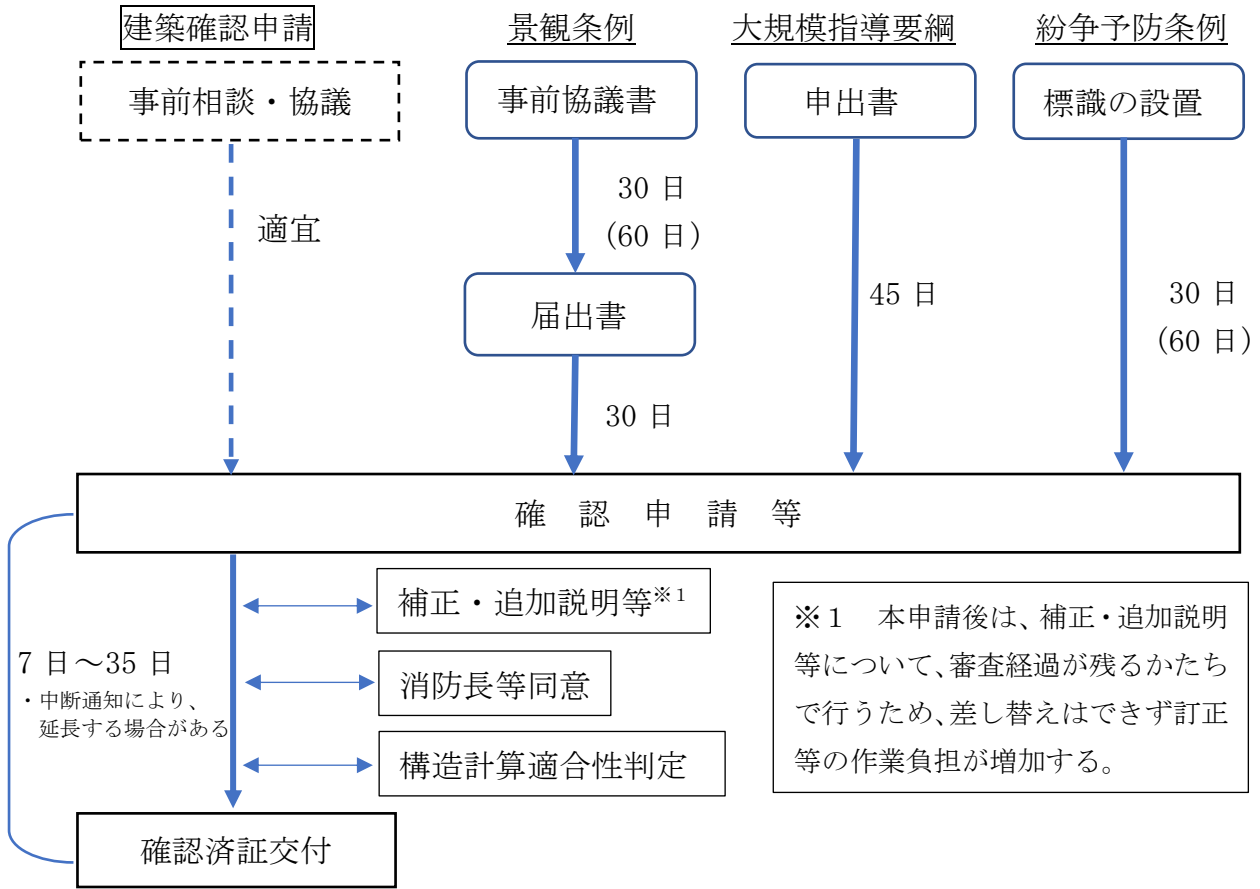 建築確認申請
景観条例
大規模指導要綱
紛争予防条例
事前相談・協議
事前協議書
申出書
標識の設置
適宜
30 日
(60 日)
届出書
45 日
30 日
(60 日)
30 日
確認申請等
補正・追加説明等※1
消防長等同意
構造計算適合性判定
7 日～35 日
・中断通知により、
延長する場合がある
※１　本申請後は、補正・追加説明
等について、審査経過が残るかたち
で行うため、差し替えはできず訂正
等の作業負担が増加する。
確認済証交付